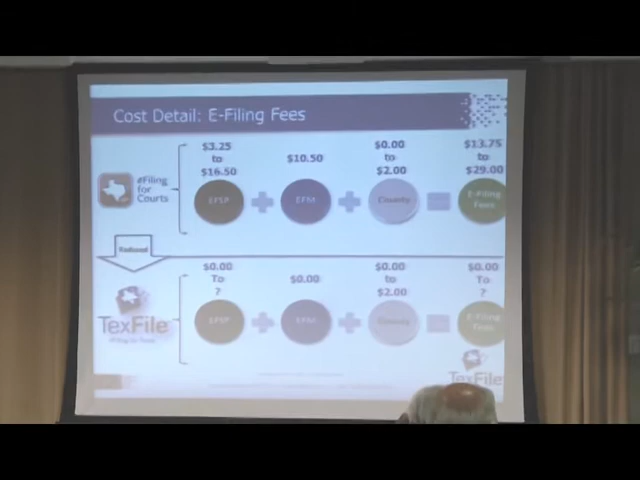 Cost Detail: E-Filing Fees
$3.25
to
$16.50
$10.50
$0.00
to
$2.00
$13.75
to
$29.00
eFiling
for
Courts
EFSP
EFM
County
E-Filing
Fees
Reduced
$0.00
To
?
$0.00
$0.00
to
$2.00
$0.00
To
?
TexFile
EFSP
EFM
County
E-Filing
Fees
TexFile